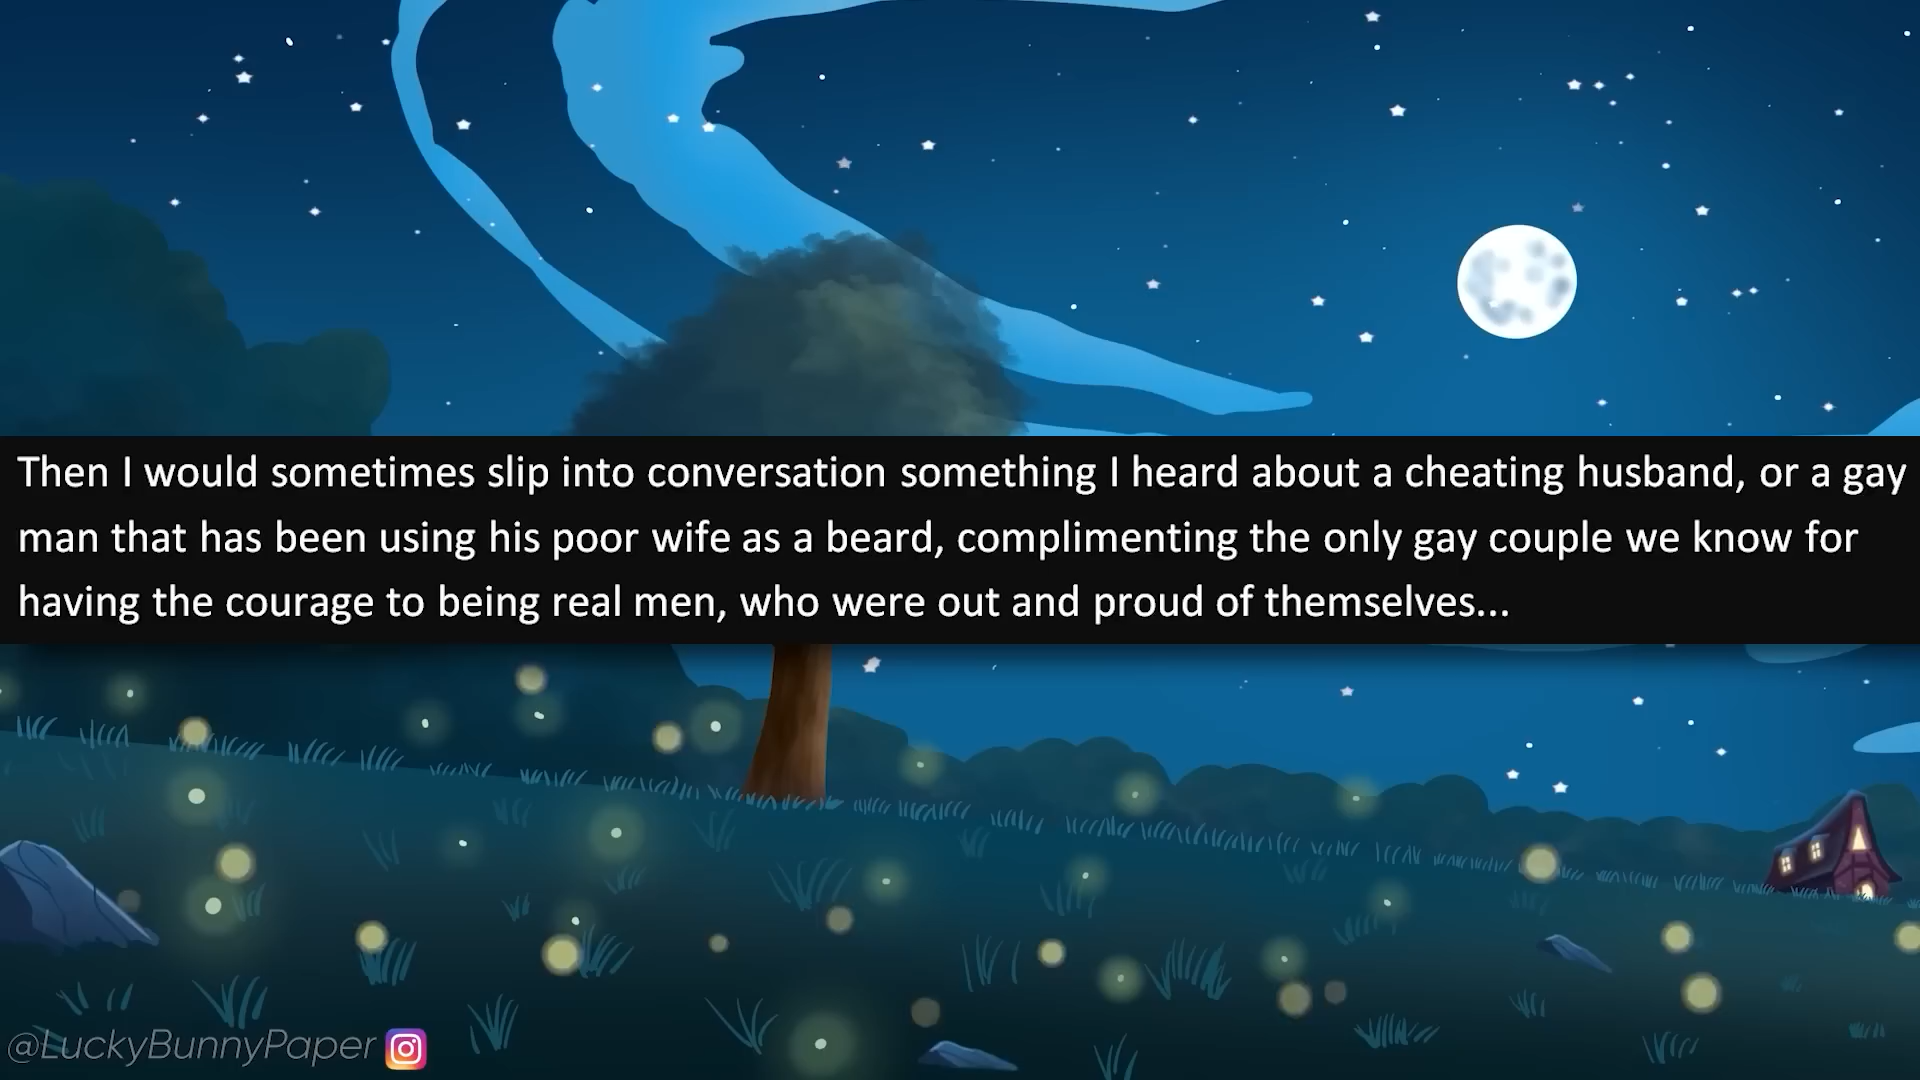 Then I would sometimes slip into conversation something I heard about a cheating husband, or a gay
man that has been using his poor wife as a beard, complimenting the only gay couple we know for
having the courage to being real men, who were out and proud of themselves...
@LuckyBunnyPaper